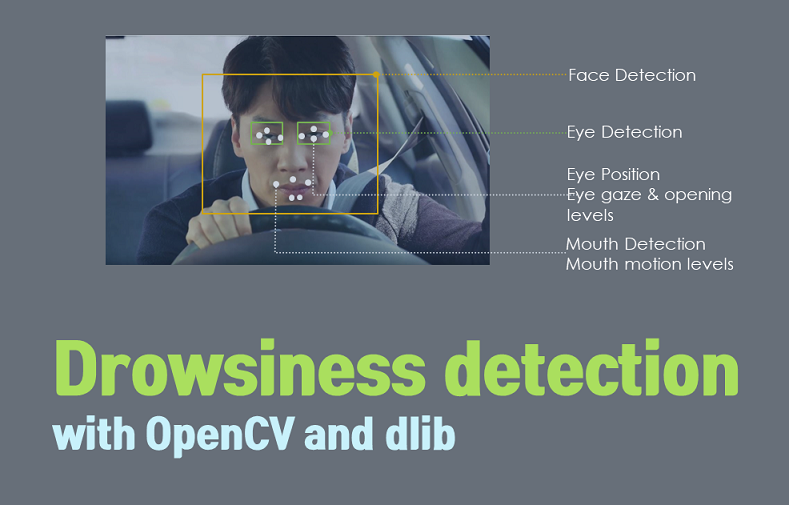 Face Detection
Eye Detection
Eye Position
Eye gaze & opening
levels
Mouth Detection
Mouth motion levels
Drowsiness detection
with OpenCV and dlib